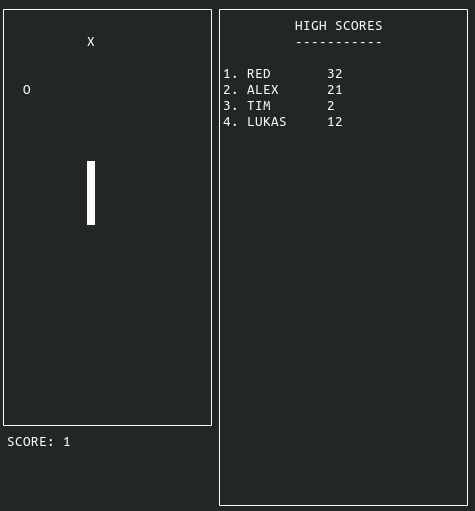 X
O
SCORE: 1
HIGH SCORES
-----------
1. RED 32
2. ALEX 21
3. TIM 2
4. LUKAS 12